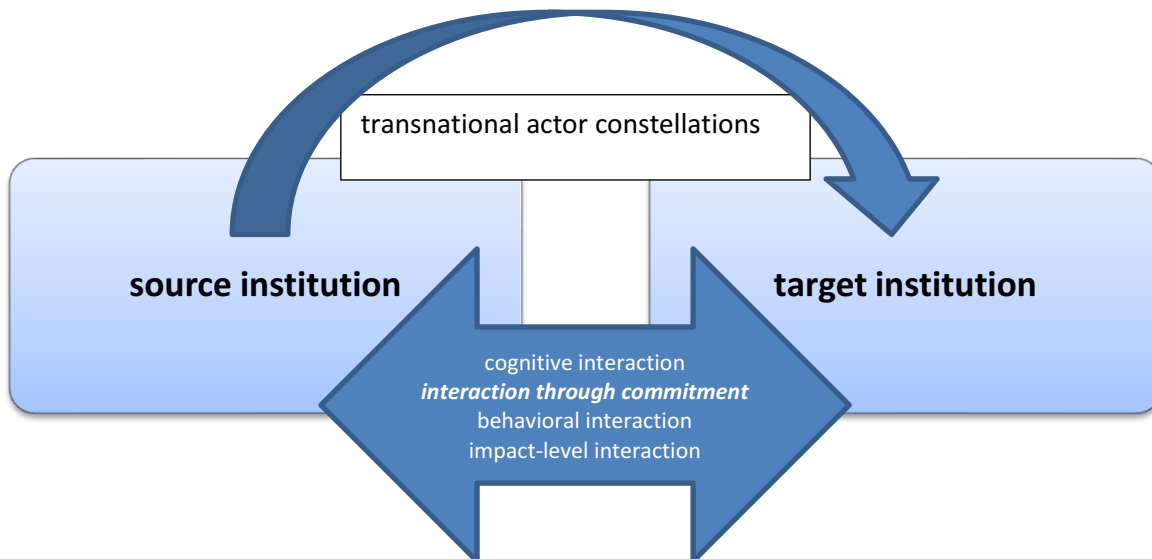 transnational actor constellations
source institution
target institution
cognitive interaction
interaction through commitment
behavioral interaction
impact-level interaction